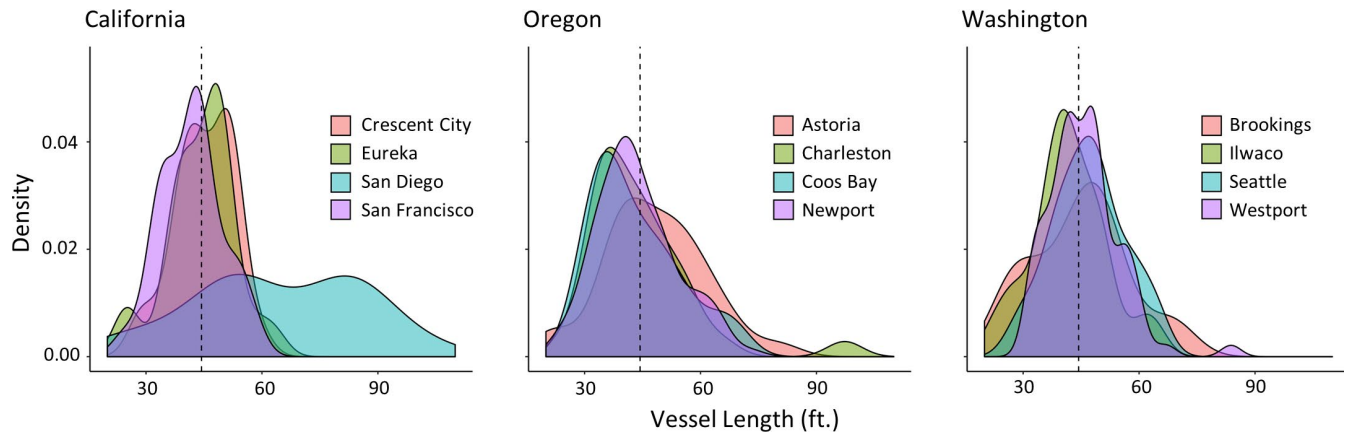 California
Oregon
Washington
Density
0.04
0.02
0.00
Crescent City
Eureka
San Diego
San Francisco
Astoria
Charleston
Coos Bay
Newport
Brookings
Ilwaco
Seattle
Westport
30
60
90
30
60
90
30
60
90
Vessel Length (ft.)